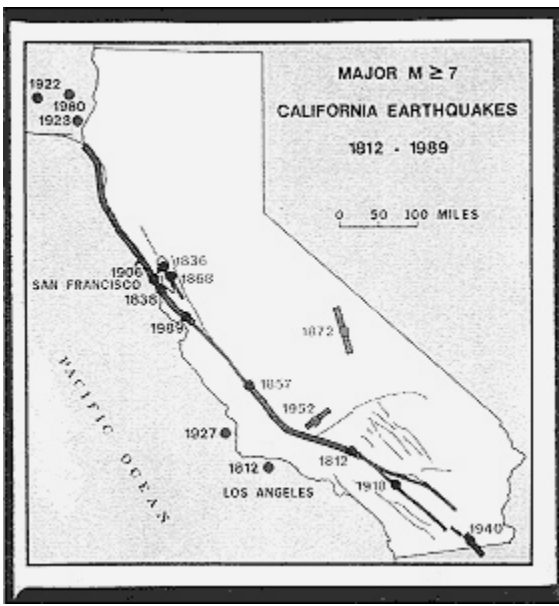 MAJOR M ≥ 7
CALIFORNIA EARTHQUAKES
1812 - 1989
0 50 100 MILES
1922
1980
1923
1906
1836
1868
SAN FRANCISCO
1838
1989
1872
1857
1952
1927
1812
1812
LOS ANGELES
1918
1940
PACIFIC OCEAN